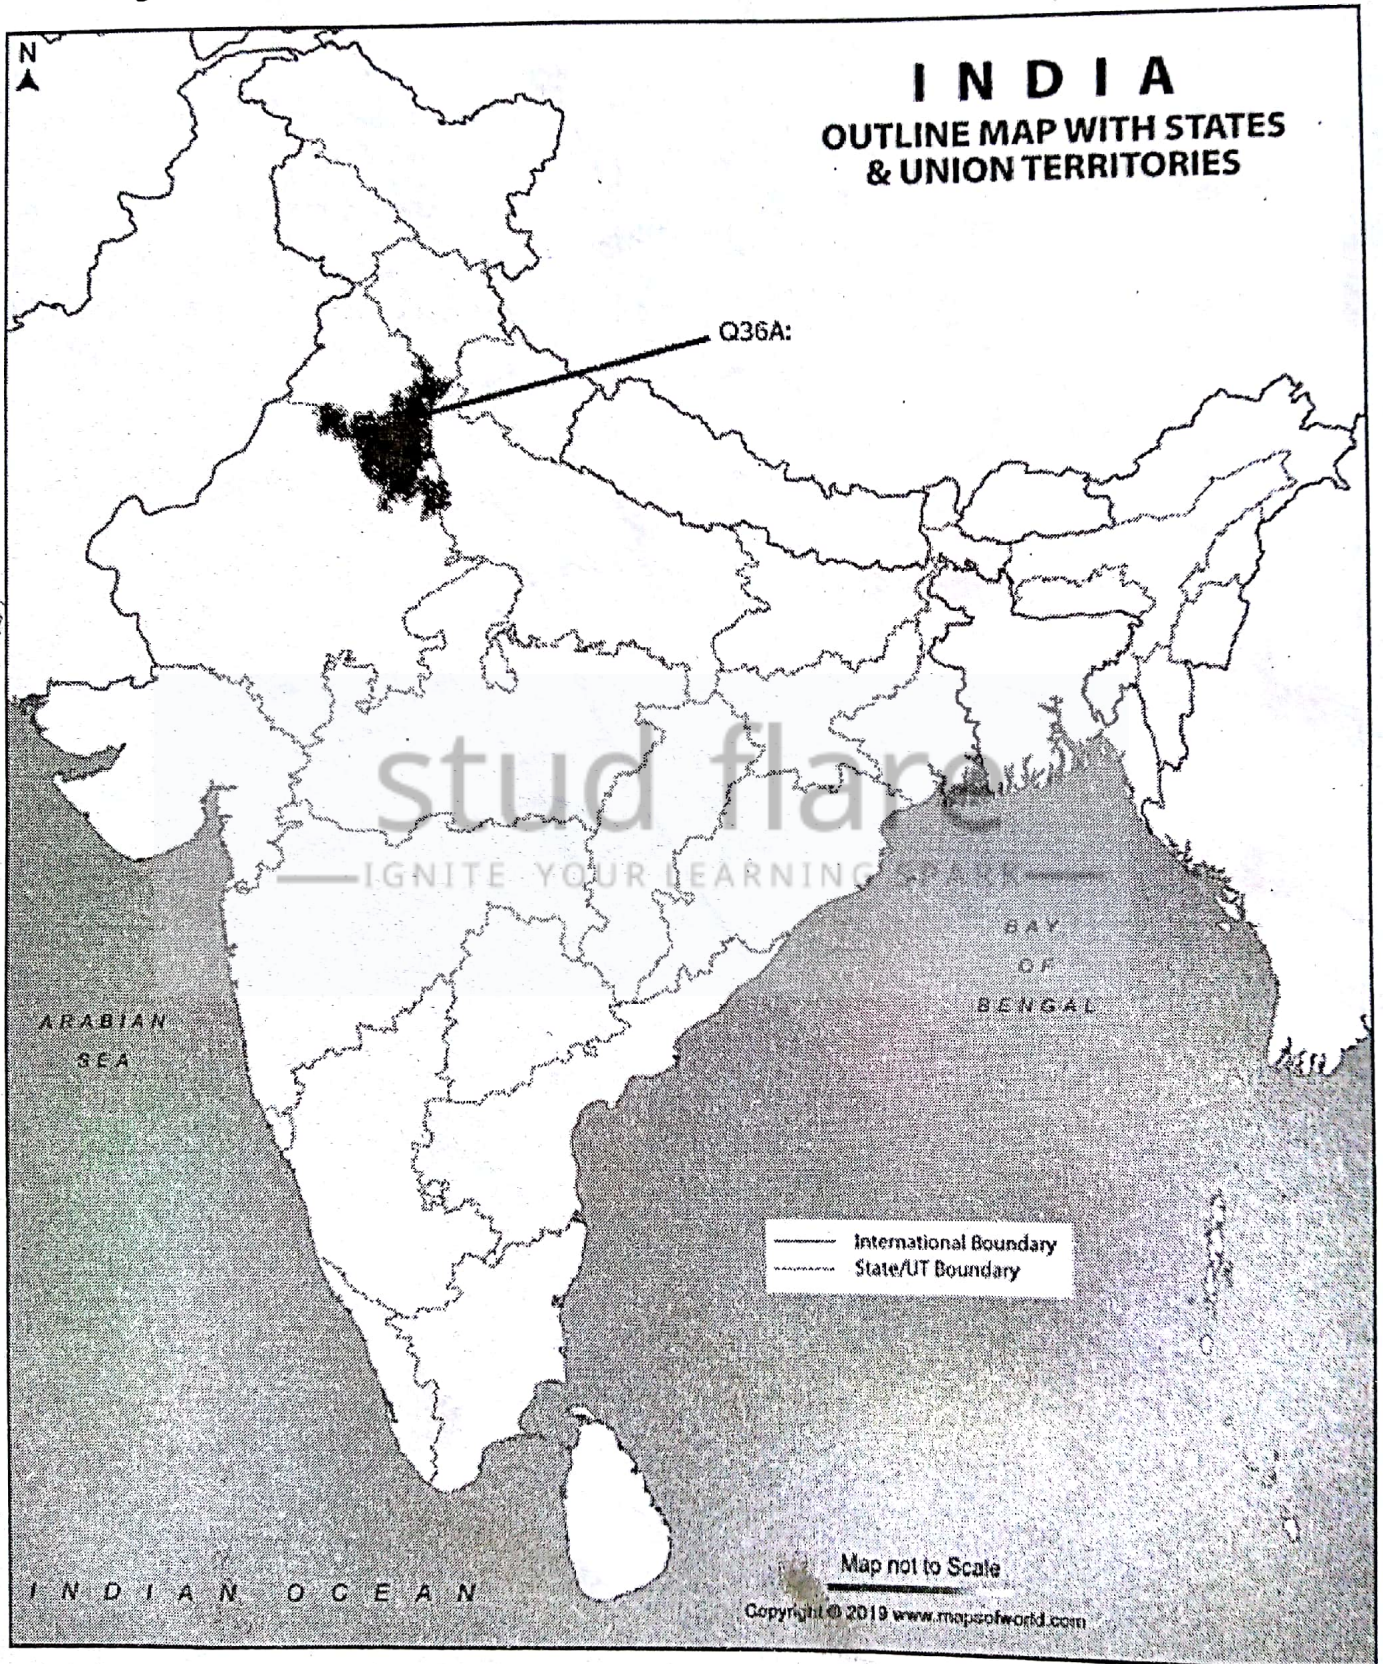 N
I N D I A
OUTLINE MAP WITH STATES
& UNION TERRITORIES
Q36A:
stud flare
IGNITE YOUR LEARNING SPARK
BAY
OF
BENGAL
ARABIAN
SEA
International Boundary
State/UT Boundary
Map not to Scale
INDIAN OCEAN
Copyright © 2019 www.mapsofworld.com